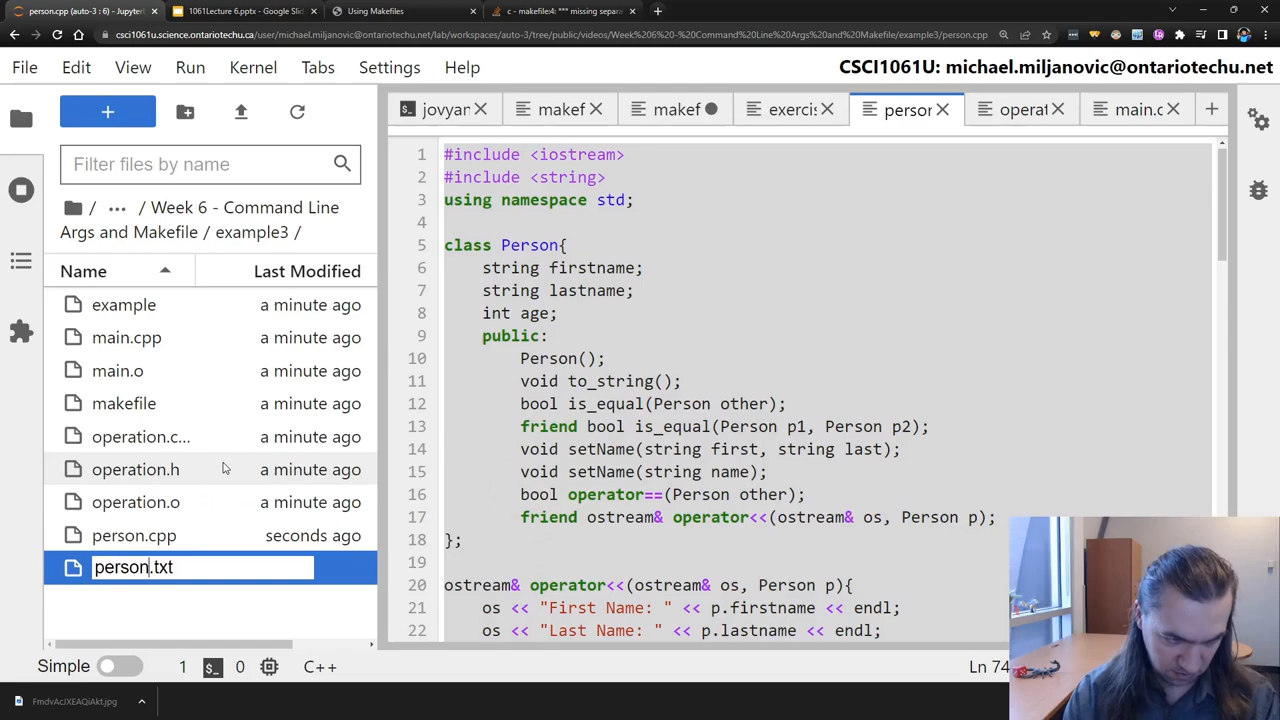 person.cpp (auto-3 : 6) - Jupyter
1061Lecture 6.pptx - Google Slid
Using Makefiles
c - makefile:4: *** missing separa
csci1061u.science.ontariotechu.ca/user/michael.miljanovic@ontariotechu.net/lab/workspaces/auto-3/tree/public/videos/Week%206%20-%20Command%20Line%20Args%20and%20Makefile/example3/person.cpp
File Edit View Run Kernel Tabs Settings Help
CSCI1061U: michael.miljanovic@ontariotechu.net
jovyan makef makef exercis person operat main.c
Filter files by name
/ ... / Week 6 - Command Line
Args and Makefile / example3 /
Name Last Modified
example a minute ago
main.cpp a minute ago
main.o a minute ago
makefile a minute ago
operation.c... a minute ago
operation.h a minute ago
operation.o a minute ago
person.cpp seconds ago
person.txt
1 #include <iostream>
2 #include <string>
3 using namespace std;
4
5 class Person{
6 string firstname;
7 string lastname;
8 int age;
9 public:
10 Person();
11 void to_string();
12 bool is_equal(Person other);
13 friend bool is_equal(Person p1, Person p2);
14 void setName(string first, string last);
15 void setName(string name);
16 bool operator==(Person other);
17 friend ostream& operator<<(ostream& os, Person p);
18 };
19
20 ostream& operator<<(ostream& os, Person p){
21 os << "First Name: " << p.firstname << endl;
22 os << "Last Name: " << p.lastname << endl;
Simple 1 0 C++ Ln 74
FmdvAcJXEAQiAkt.jpg